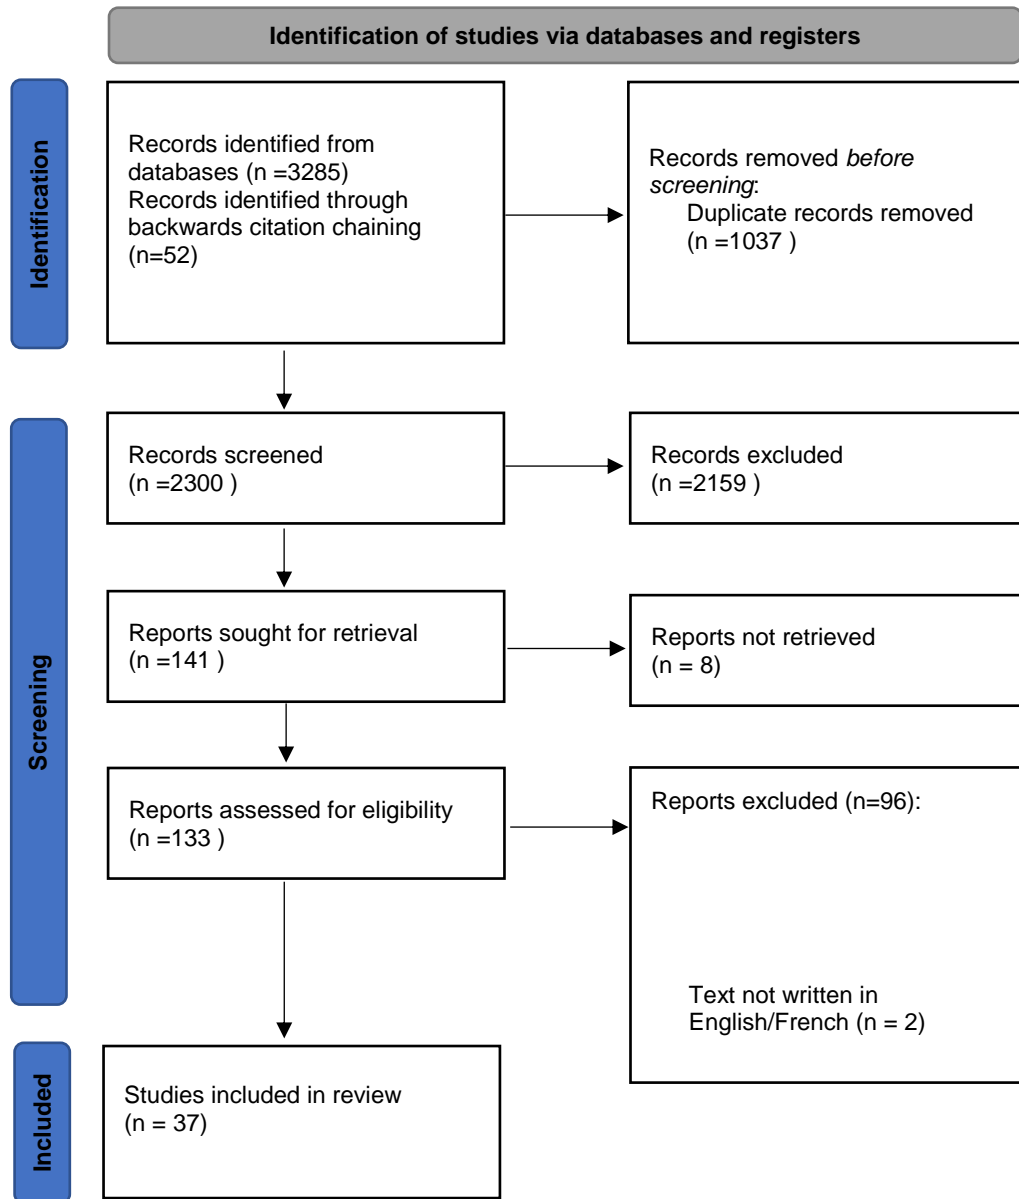 Identification of studies via databases and registers
Identification
Records identified from
databases (n =3285)
Records identified through
backwards citation chaining
(n=52)
Records removed before
screening:
Duplicate records removed
(n =1037 )
Screening
Records screened
(n =2300 )
Records excluded
(n =2159 )
Reports sought for retrieval
(n =141 )
Reports not retrieved
(n = 8)
Reports assessed for eligibility
(n =133 )
Reports excluded (n=96):
Text not written in
English/French (n = 2)
Included
Studies included in review
(n = 37)